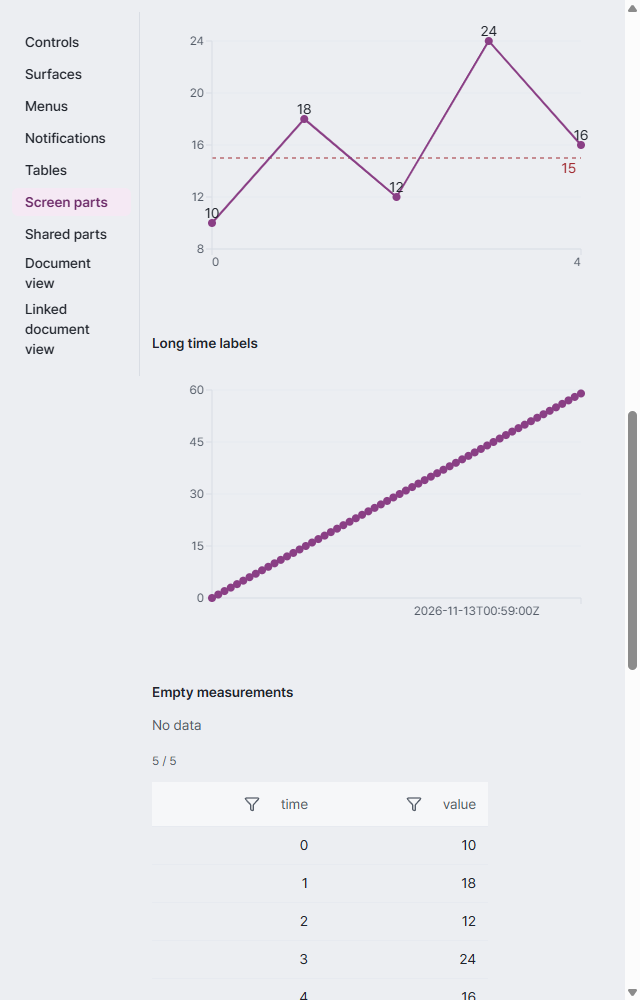 Controls
Surfaces
Menus
Notifications
Tables
Screen parts
Shared parts
Document
view
Linked
document
view
24
20
16
12
8
10
18
12
24
16
15
0
4
Long time labels
60
45
30
15
0
2026-11-13T00:59:00Z
Empty measurements
No data
5 / 5
time value
0 10
1 18
2 12
3 24
4 16